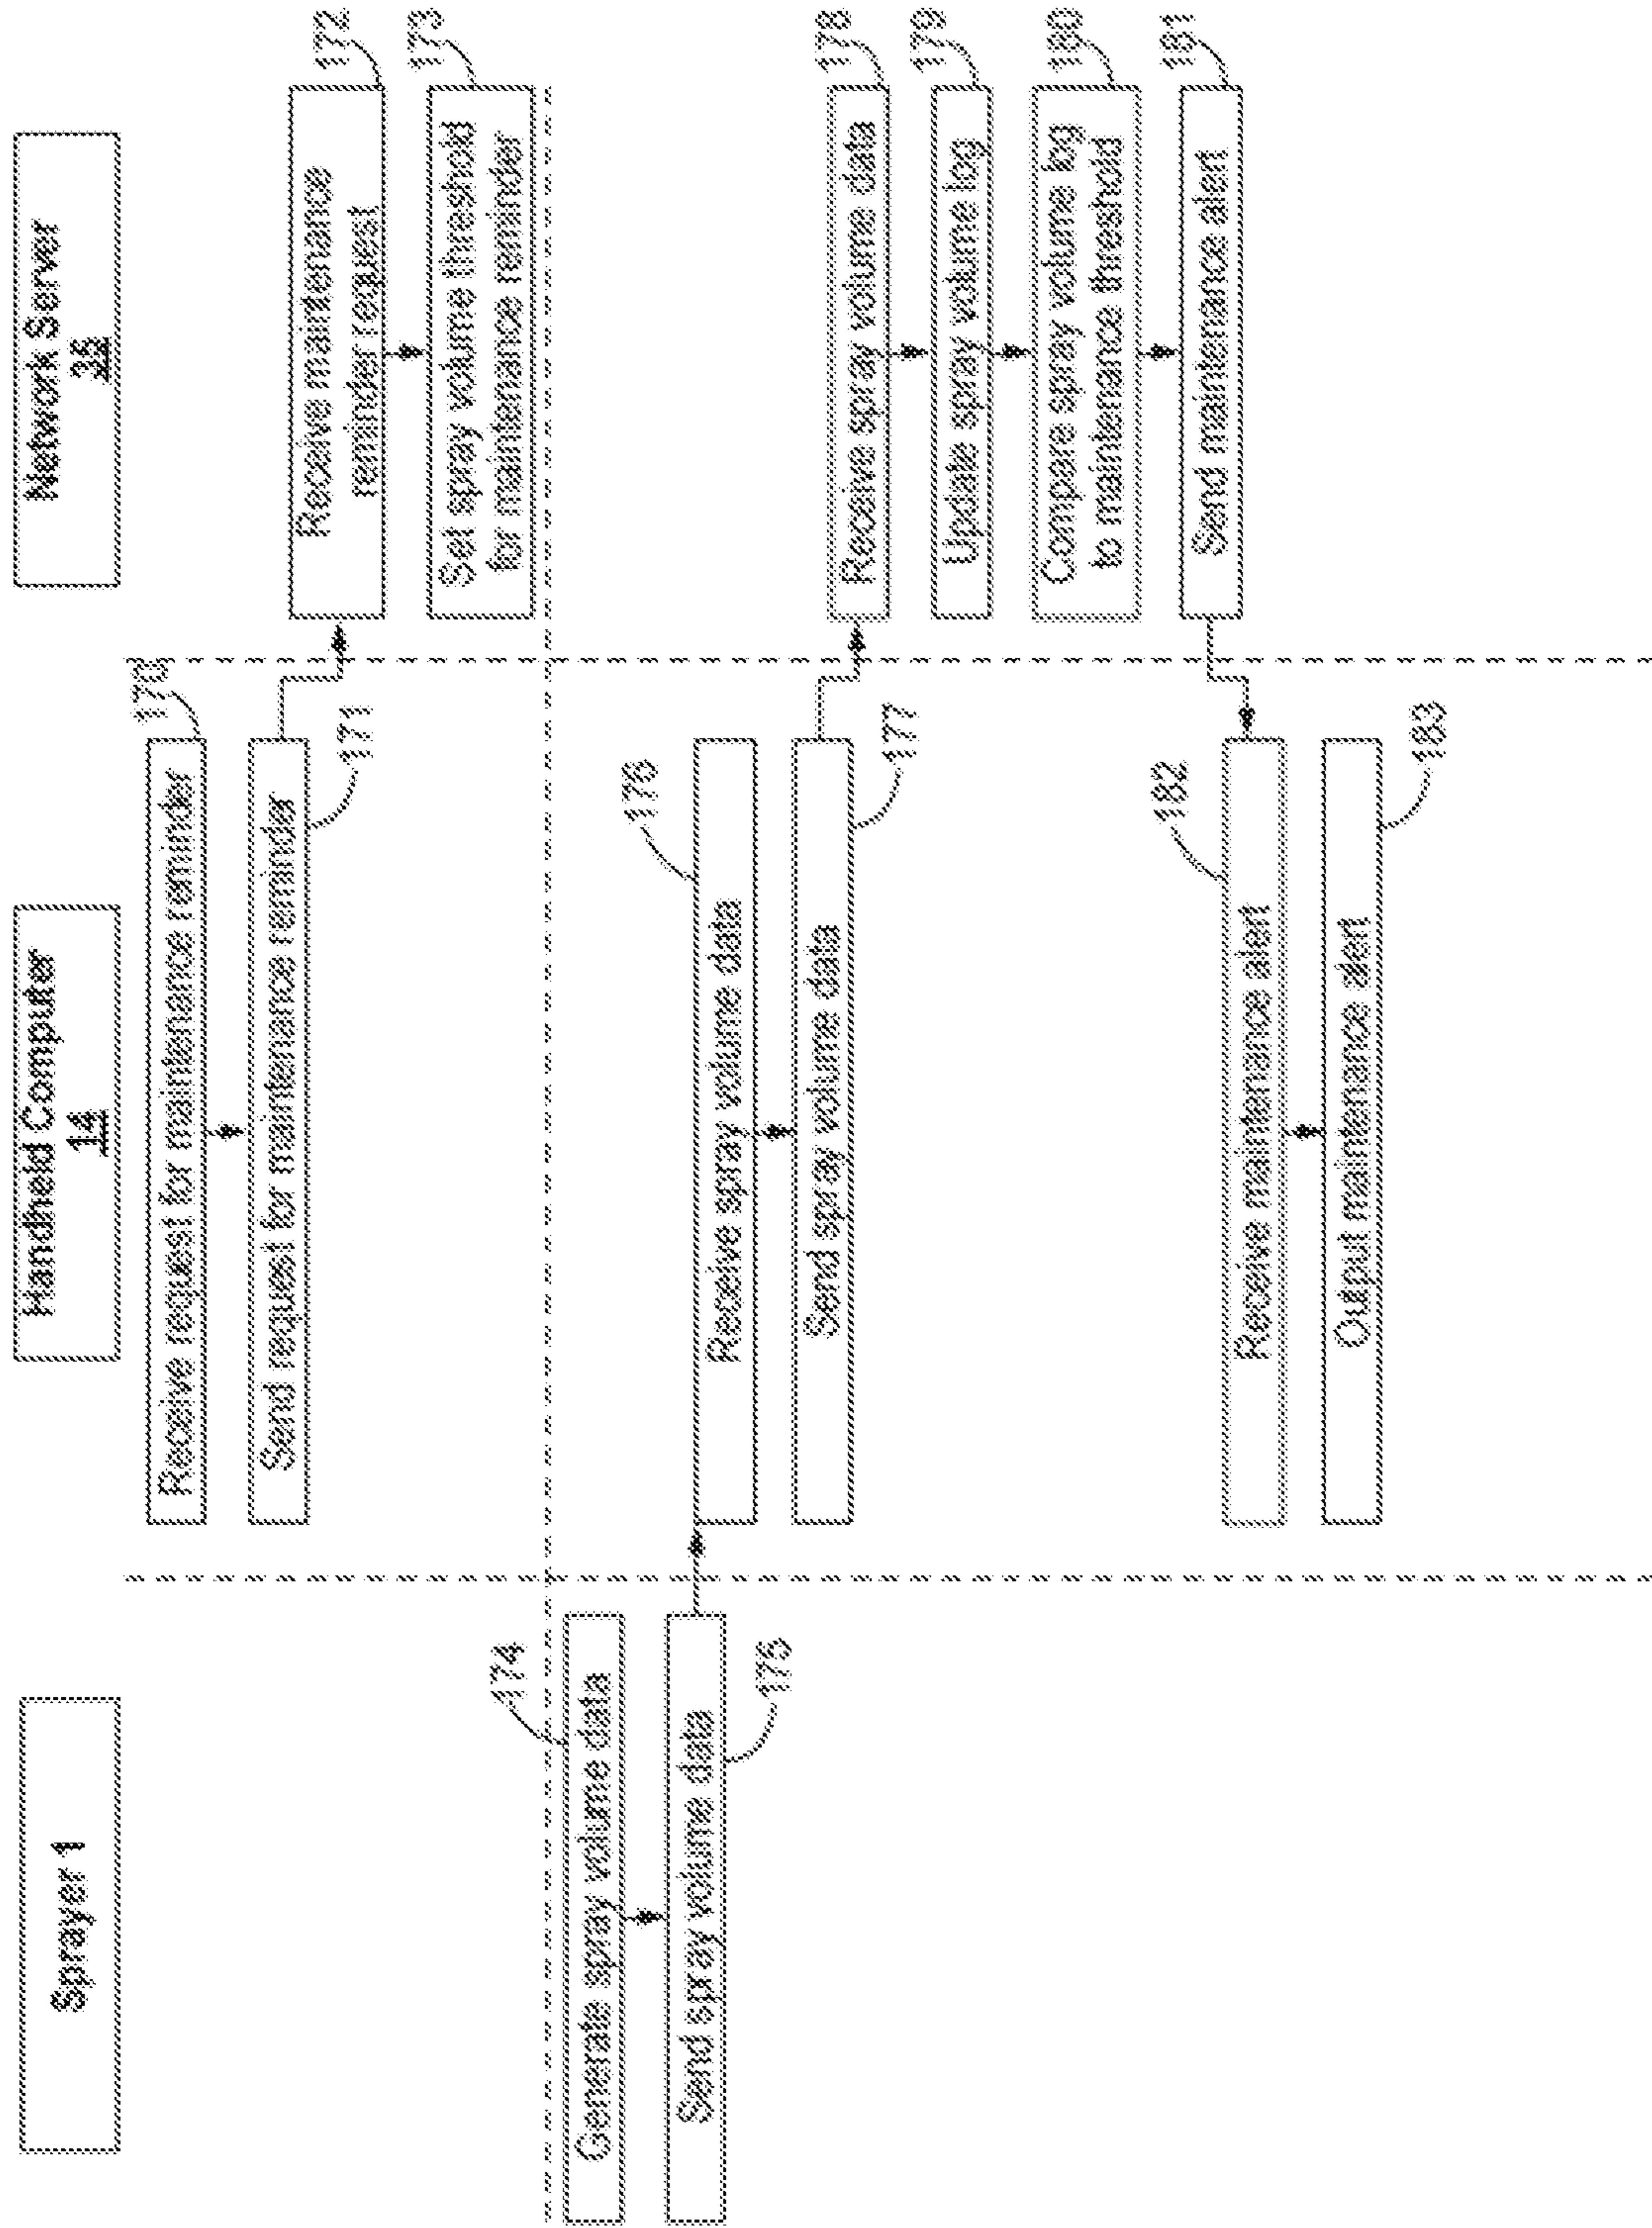 Sprayer 1
Handheld Computer
14
Network Server
35
Receive request for maintenance reminder
170
Send request for maintenance reminder
171
Receive maintenance
reminder request
172
Set spray volume threshold
for maintenance reminder
173
Generate spray volume data
174
Send spray volume data
175
Receive spray volume data
176
Send spray volume data
177
Receive spray volume data
178
Update spray volume log
179
Compare spray volume log
to maintenance threshold
180
Send maintenance alert
181
Receive maintenance alert
182
Output maintenance alert
183